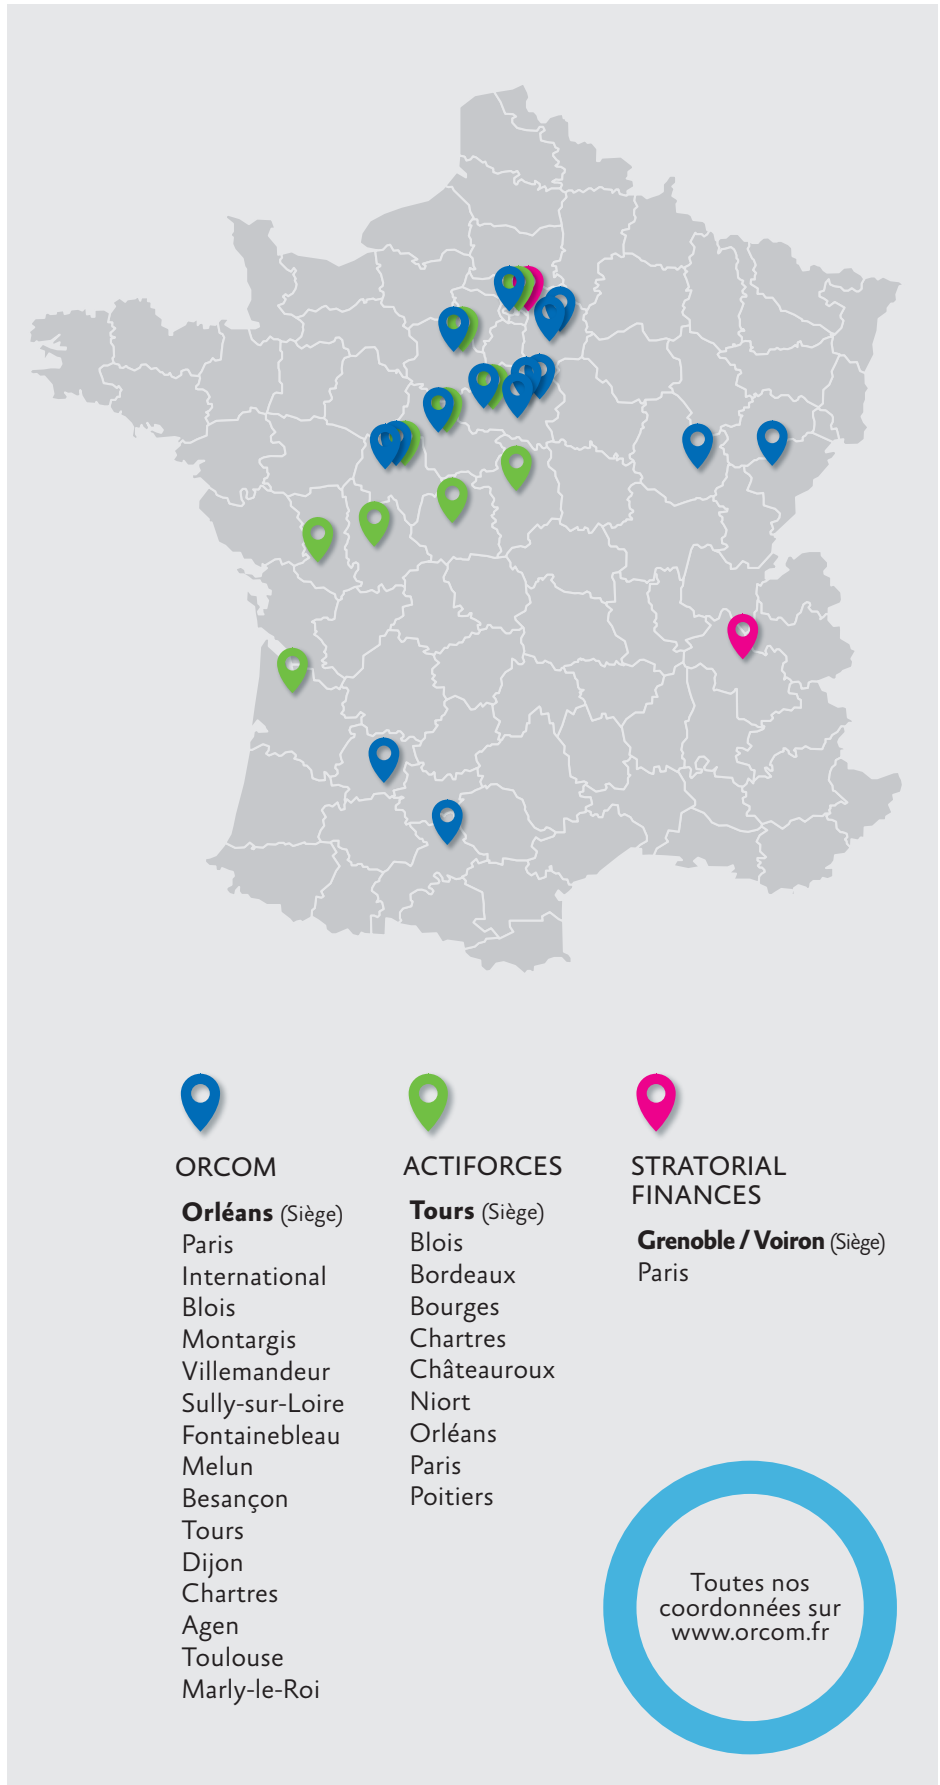 ORCOM
Orléans (Siège)
Paris
International
Blois
Montargis
Villemandeur
Sully-sur-Loire
Fontainebleau
Melun
Besançon
Tours
Dijon
Chartres
Agen
Toulouse
Marly-le-Roi
ACTIFORCES
Tours (Siège)
Blois
Bordeaux
Bourges
Chartres
Châteauroux
Niort
Orléans
Paris
Poitiers
STRATORIAL
FINANCES
Grenoble / Voiron (Siège)
Paris
Toutes nos
coordonnées sur
www.orcom.fr